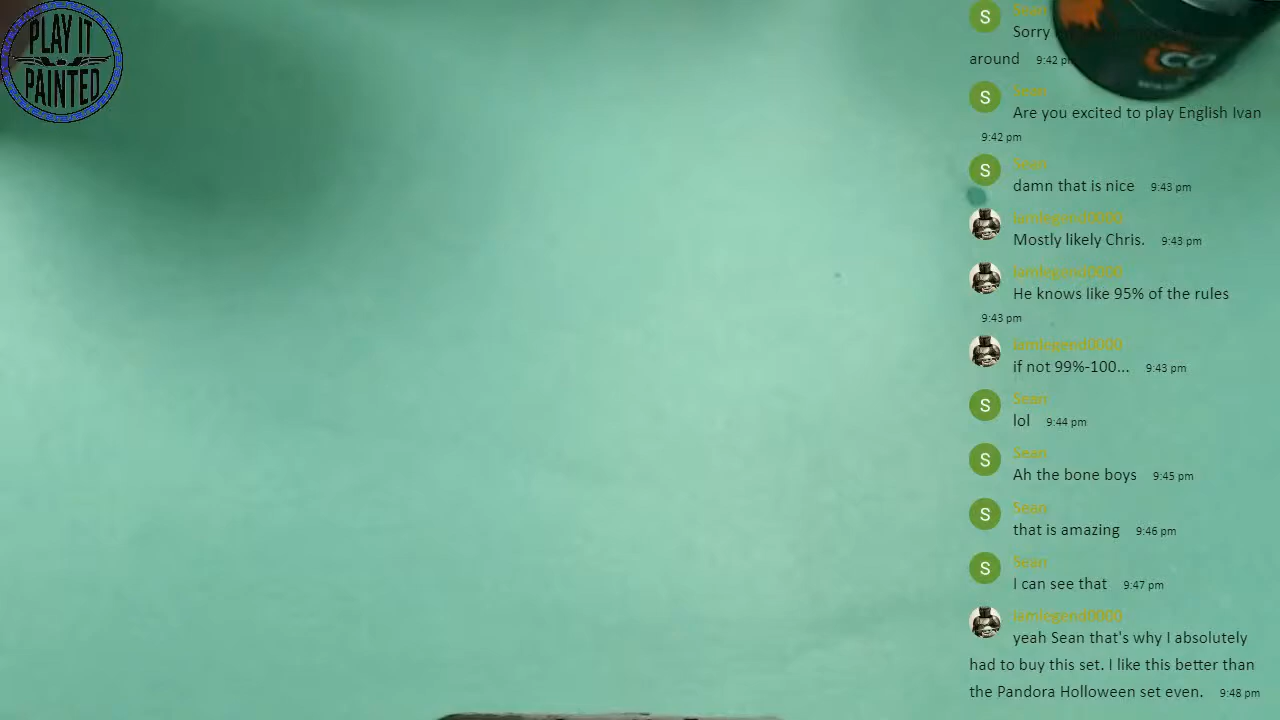 PLAY IT
PAINTED
Sean
Sorry
around 9:42
Sean
Are you excited to play English Ivan
9:42 pm
Sean
damn that is nice 9:43 pm
iamlegend0000
Mostly likely Chris. 9:43 pm
iamlegend0000
He knows like 95% of the rules
9:43 pm
iamlegend0000
if not 99%-100... 9:43 pm
Sean
lol 9:44 pm
Sean
Ah the bone boys 9:45 pm
Sean
that is amazing 9:46 pm
Sean
I can see that 9:47 pm
iamlegend0000
yeah Sean that's why I absolutely
had to buy this set. I like this better than
the Pandora Holloween set even. 9:48 pm